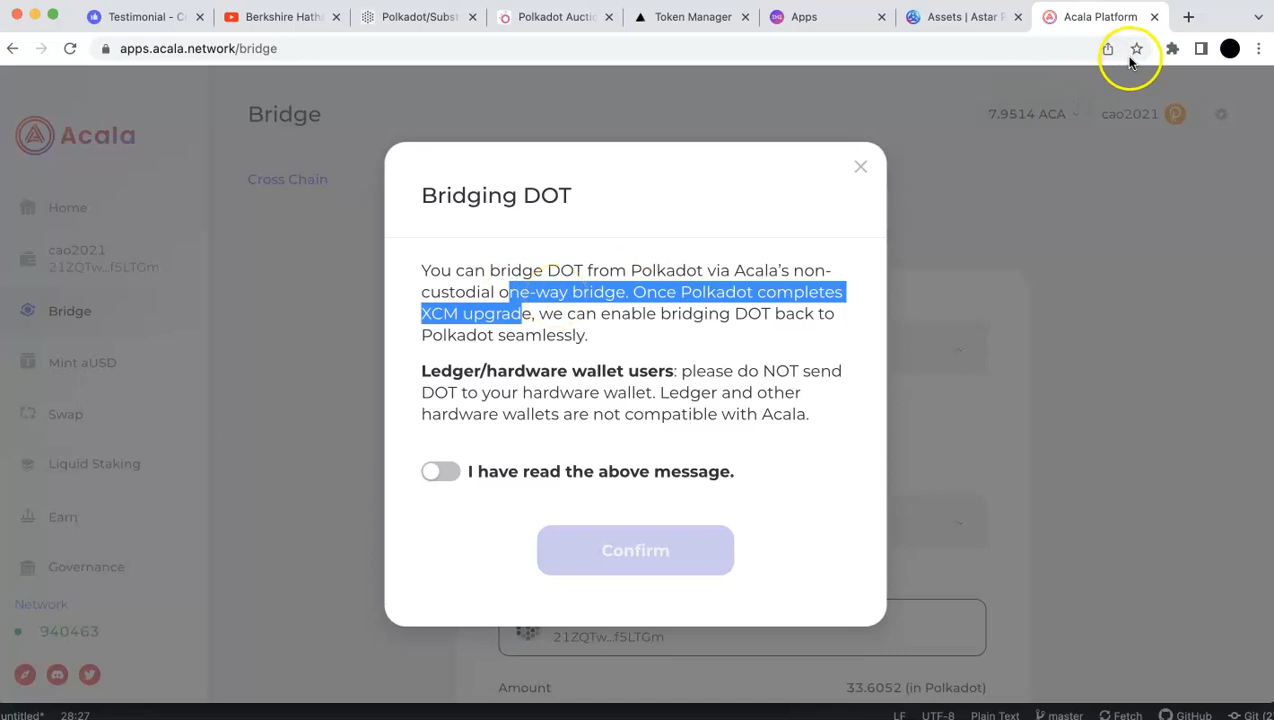 Testimonial - C
Berkshire Hatha
Polkadot/Subst
Polkadot Auctio
Token Manager
Apps
Assets | Astar P
Acala Platform
apps.acala.network/bridge
Acala
Bridge
7.9514 ACA
cao2021
Cross Chain
Home
cao2021
21ZQTw...f5LTGm
Bridge
Mint aUSD
Swap
Liquid Staking
Earn
Governance
Network
940463
Bridging DOT
You can bridge DOT from Polkadot via Acala's non-
custodial one-way bridge. Once Polkadot completes
XCM upgrade, we can enable bridging DOT back to
Polkadot seamlessly.
Ledger/hardware wallet users: please do NOT send
DOT to your hardware wallet. Ledger and other
hardware wallets are not compatible with Acala.
I have read the above message.
Confirm
21ZQTw...f5LTGm
Amount
33.6052 (in Polkadot)
untitled* 28:27
LF UTF-8 Plain Text master Fetch GitHub Git (2